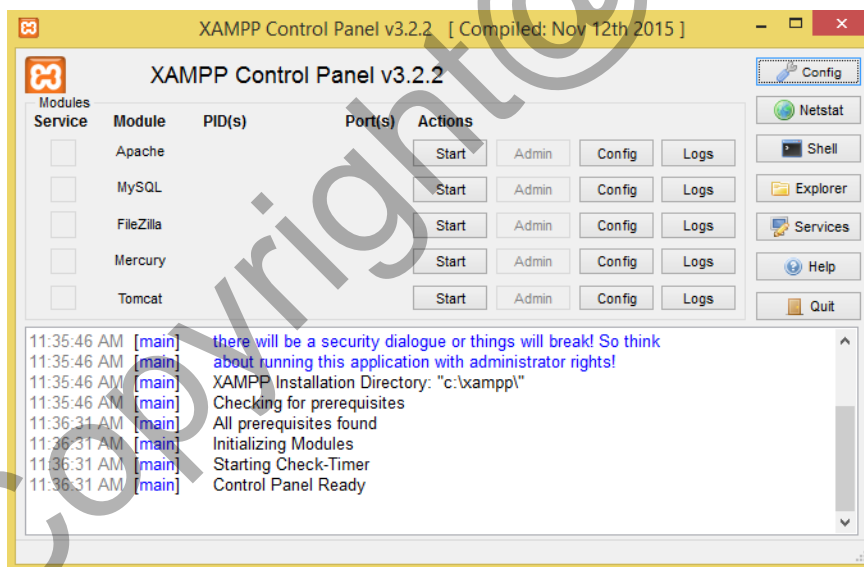 XAMPP Control Panel v3.2.2 [ Compiled: Nov 12th 2015 ]
XAMPP Control Panel v3.2.2
Config
Modules
Service Module PID(s) Port(s) Actions
Netstat
Apache Start Admin Config Logs
Shell
MySQL Start Admin Config Logs
Explorer
FileZilla Start Admin Config Logs
Services
Mercury Start Admin Config Logs
Help
Tomcat Start Admin Config Logs
Quit
11:35:46 AM [main] there will be a security dialogue or things will break! So think
11:35:46 AM [main] about running this application with administrator rights!
11:35:46 AM [main] XAMPP Installation Directory: "c:\xampp\"
11:35:46 AM [main] Checking for prerequisites
11:36:31 AM [main] All prerequisites found
11:36:31 AM [main] Initializing Modules
11:36:31 AM [main] Starting Check-Timer
11:36:31 AM [main] Control Panel Ready
Copyright@